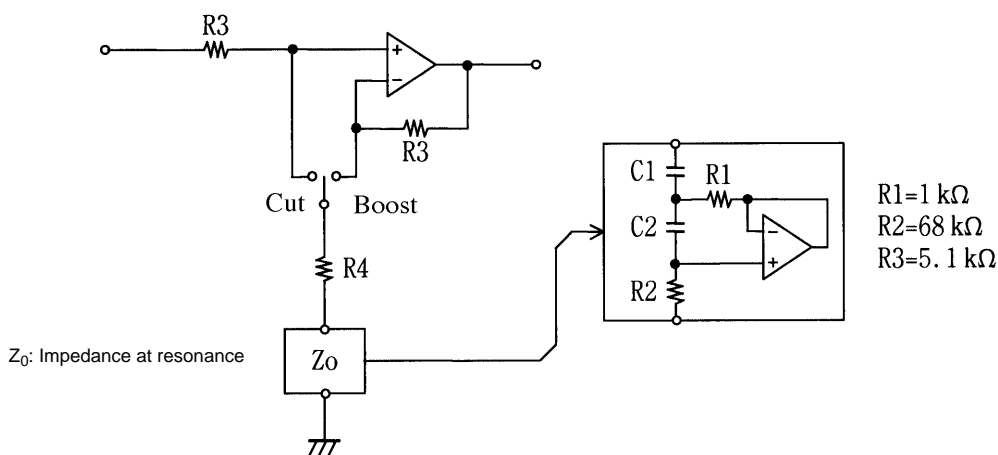 R3
+
−
R3
Cut Boost
R4
Z₀: Impedance at resonance
Zo
C1
R1
C2
−
+
R2
R1=1 kΩ
R2=68 kΩ
R3=5.1 kΩ